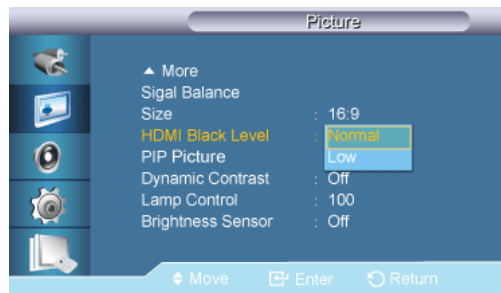 Picture
▲ More
Sigal Balance
Size : 16:9
HDMI Black Level : Normal
PIP Picture Low
Dynamic Contrast : Off
Lamp Control : 100
Brightness Sensor : Off
Move Enter Return